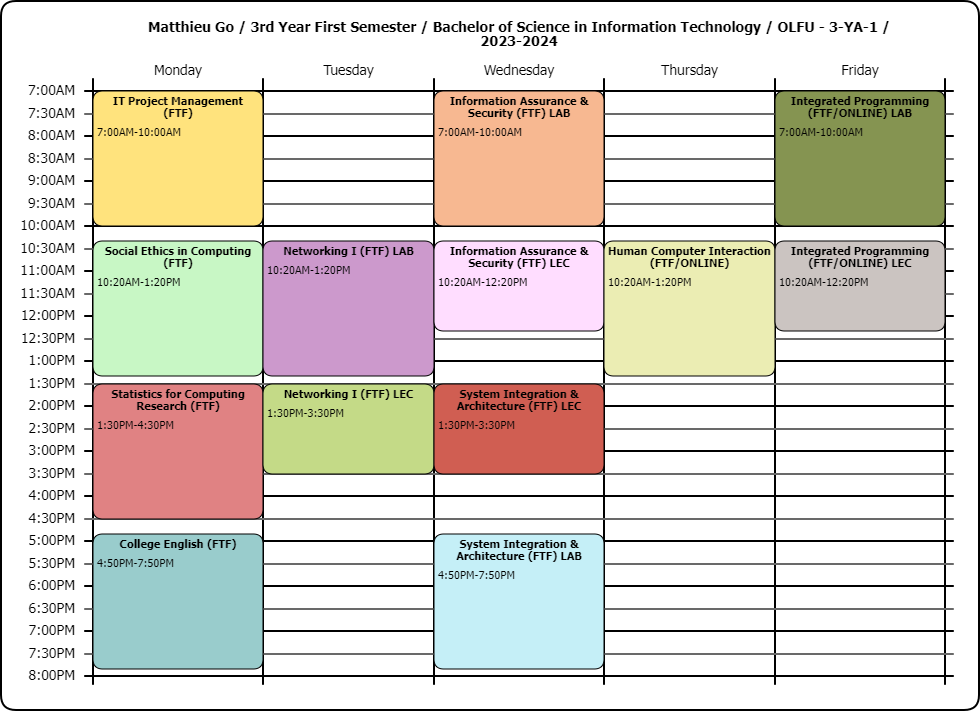 Matthieu Go / 3rd Year First Semester / Bachelor of Science in Information Technology / OLFU - 3-YA-1 /
2023-2024
Monday Tuesday Wednesday Thursday Friday
7:00AM
7:30AM
8:00AM
8:30AM
9:00AM
9:30AM
10:00AM
10:30AM
11:00AM
11:30AM
12:00PM
12:30PM
1:00PM
1:30PM
2:00PM
2:30PM
3:00PM
3:30PM
4:00PM
4:30PM
5:00PM
5:30PM
6:00PM
6:30PM
7:00PM
7:30PM
8:00PM
IT Project Management
(FTF)
7:00AM-10:00AM
Social Ethics in Computing
(FTF)
10:20AM-1:20PM
Statistics for Computing
Research (FTF)
1:30PM-4:30PM
College English (FTF)
4:50PM-7:50PM
Networking I (FTF) LAB
10:20AM-1:20PM
Networking I (FTF) LEC
1:30PM-3:30PM
Information Assurance &
Security (FTF) LAB
7:00AM-10:00AM
Information Assurance &
Security (FTF) LEC
10:20AM-12:20PM
System Integration &
Architecture (FTF) LEC
1:30PM-3:30PM
System Integration &
Architecture (FTF) LAB
4:50PM-7:50PM
Human Computer Interaction
(FTF/ONLINE)
10:20AM-1:20PM
Integrated Programming
(FTF/ONLINE) LAB
7:00AM-10:00AM
Integrated Programming
(FTF/ONLINE) LEC
10:20AM-12:20PM